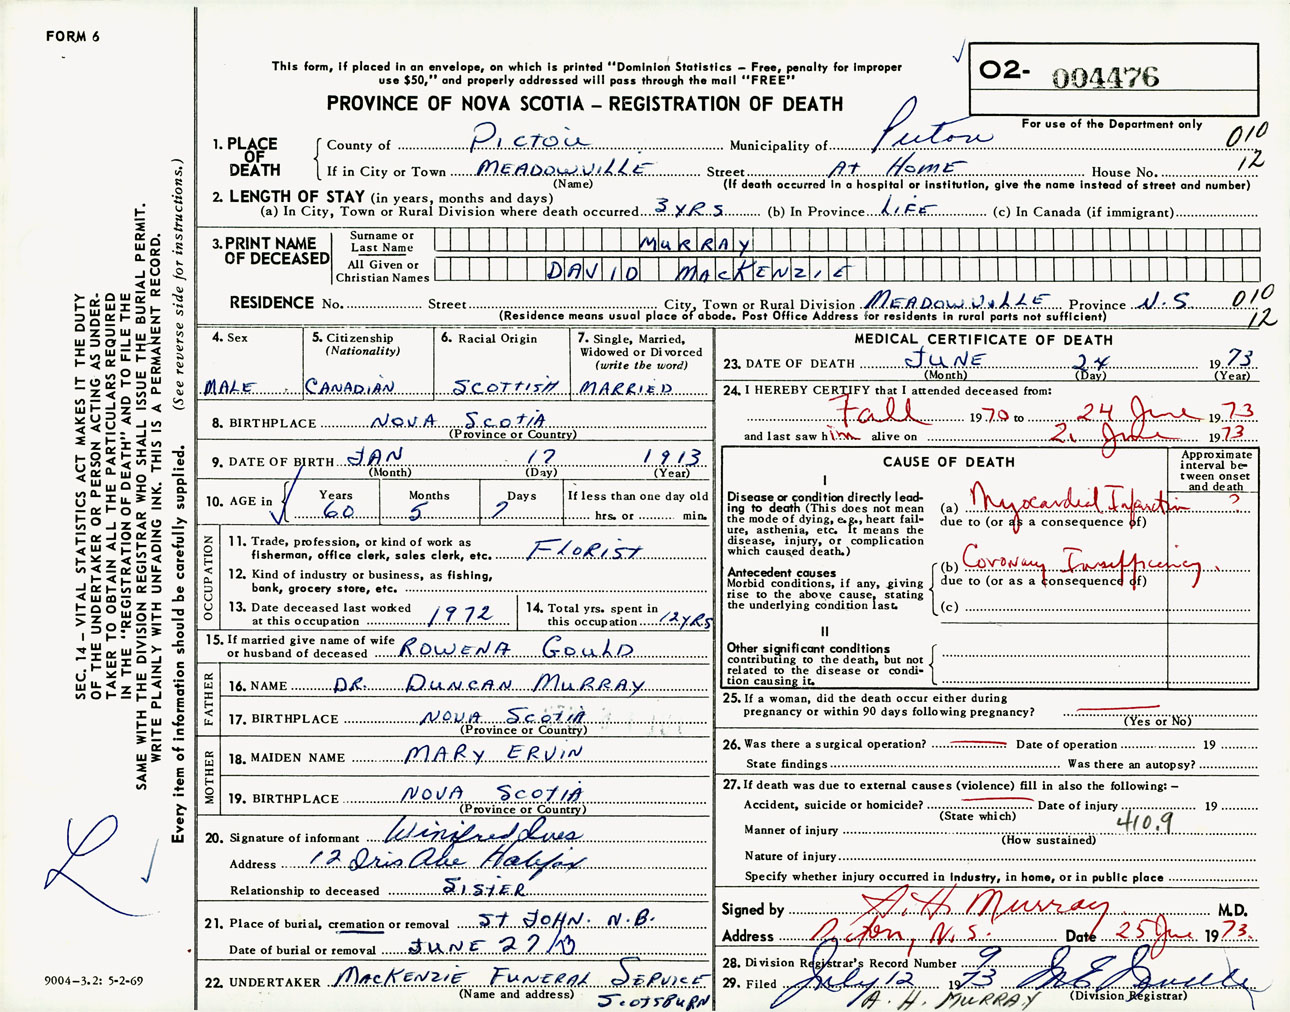 FORM 6
This form, if placed in an envelope, on which is printed "Dominion Statistics – Free, penalty for improper
use $50," and properly addressed will pass through the mail "FREE"
PROVINCE OF NOVA SCOTIA – REGISTRATION OF DEATH
O2- 004476
For use of the Department only
1. PLACE OF DEATH
County of PICTOU Municipality of Pictou 010
If in City or Town MEADOWVILLE Street AT HOME House No. 12
(Name) (If death occurred in a hospital or institution, give the name instead of street and number)
2. LENGTH OF STAY (in years, months and days)
(a) In City, Town or Rural Division where death occurred 3 YRS (b) In Province LIFE (c) In Canada (if immigrant)
3. PRINT NAME OF DECEASED
Surname or Last Name MURRAY
All Given or Christian Names DAVID MACKENZIE
RESIDENCE No. Street City, Town or Rural Division MEADOWVILLE Province N.S 010
(Residence means usual place of abode. Post Office Address for residents in rural parts not sufficient) 12
4. Sex MALE
5. Citizenship (Nationality) CANADIAN
6. Racial Origin SCOTTISH
7. Single, Married, Widowed or Divorced (write the word) MARRIED
8. BIRTHPLACE NOVA SCOTIA
(Province or Country)
9. DATE OF BIRTH JAN 17 1913
(Month) (Day) (Year)
10. AGE in Years 60 Months 5 Days 7 If less than one day old hrs. or min.
OCCUPATION
11. Trade, profession, or kind of work as
fisherman, office clerk, sales clerk, etc. FLORIST
12. Kind of industry or business, as fishing,
bank, grocery store, etc.
13. Date deceased last worked
at this occupation 1972
14. Total yrs. spent in
this occupation 12 YRS
15. If married give name of wife
or husband of deceased ROWENA GOULD
FATHER
16. NAME DR. DUNCAN MURRAY
17. BIRTHPLACE NOVA SCOTIA
(Province or Country)
MOTHER
18. MAIDEN NAME MARY ERVIN
19. BIRTHPLACE NOVA SCOTIA
(Province or Country)
20. Signature of informant Winifred Ives
Address 12 Iris Ave Halifax
Relationship to deceased SISTER
21. Place of burial, cremation or removal ST JOHN. N.B.
Date of burial or removal JUNE 27/73
22. UNDERTAKER MACKENZIE FUNERAL SERVICE
(Name and address) SCOTSBURN
MEDICAL CERTIFICATE OF DEATH
23. DATE OF DEATH JUNE 24 1973
(Month) (Day) (Year)
24. I HEREBY CERTIFY that I attended deceased from:
Fall 1970 to 24 June 1973
and last saw him alive on 2. June 1973
CAUSE OF DEATH
Approximate
interval be-
tween onset
and death
I
Disease or condition directly lead-
ing to death (This does not mean
the mode of dying, e.g., heart fail-
ure, asthenia, etc. It means the
disease, injury, or complication
which caused death.)
(a) Myocardial Infarction ?
due to (or as a consequence of)
Antecedent causes
Morbid conditions, if any, giving
rise to the above cause, stating
the underlying condition last.
(b) Coronary Insufficiency.
due to (or as a consequence of)
(c)
II
Other significant conditions
contributing to the death, but not
related to the disease or condi-
tion causing it.
25. If a woman, did the death occur either during
pregnancy or within 90 days following pregnancy?
(Yes or No)
26. Was there a surgical operation? Date of operation 19
State findings Was there an autopsy?
27. If death was due to external causes (violence) fill in also the following: –
Accident, suicide or homicide? Date of injury 19
(State which)
410.9
Manner of injury
(How sustained)
Nature of injury
Specify whether injury occurred in industry, in home, or in public place
Signed by A. H. Murray M.D.
Address Pictou, N.S. Date 25 June 1973.
28. Division Registrar's Record Number 9
29. Filed July 12 1973
(Division Registrar)
A. H. MURRAY
SEC. 14 – VITAL STATISTICS ACT MAKES IT THE DUTY
OF THE UNDERTAKER OR PERSON ACTING AS UNDER-
TAKER TO OBTAIN ALL THE PARTICULARS REQUIRED
IN THE "REGISTRATION OF DEATH" AND TO FILE THE
SAME WITH THE DIVISION REGISTRAR WHO SHALL ISSUE THE BURIAL PERMIT.
WRITE PLAINLY WITH UNFADING INK. THIS IS A PERMANENT RECORD.
Every item of information should be carefully supplied. (See reverse side for instructions.)
9004-3.2: 5-2-69